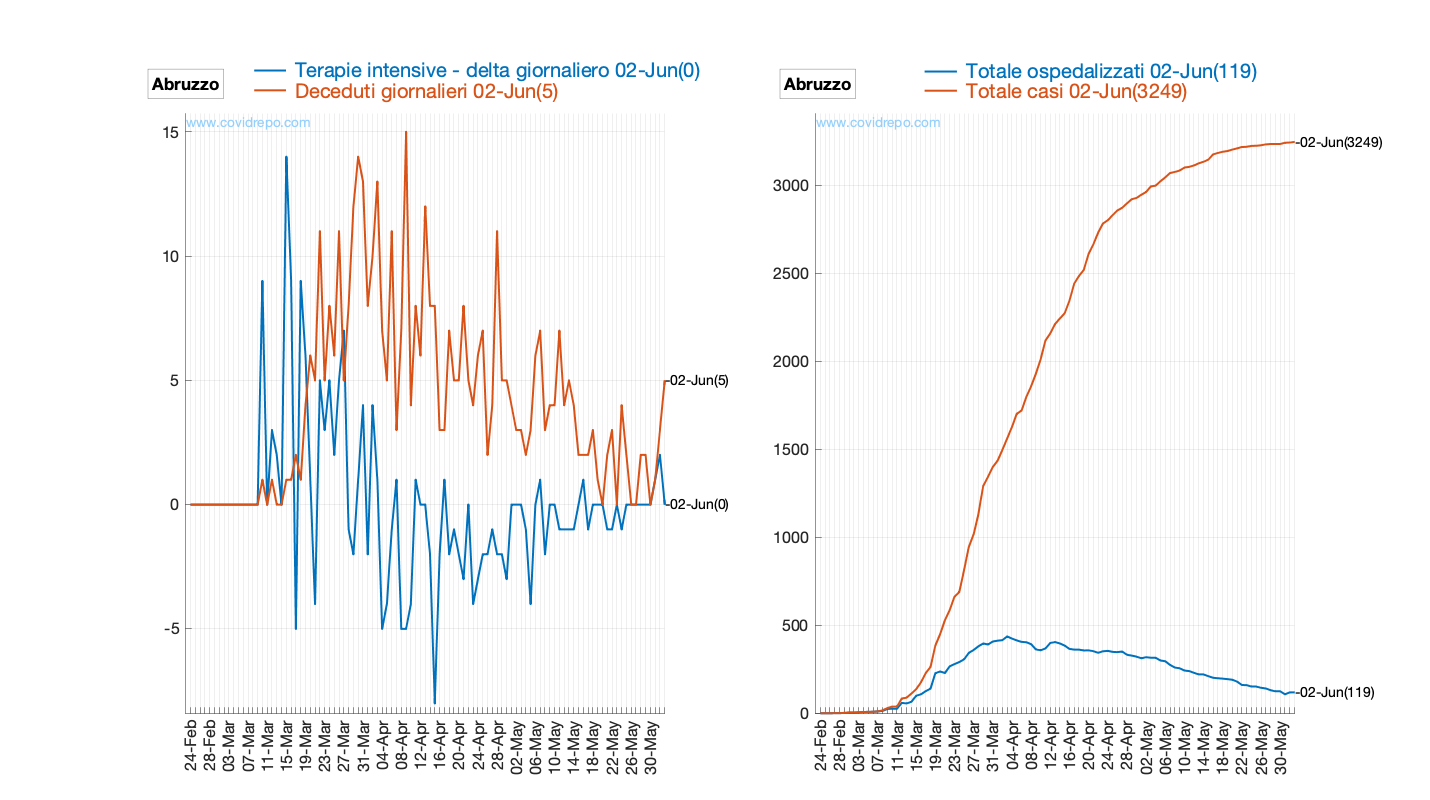 Abruzzo
Terapie intensive - delta giornaliero 02-Jun(0)
Deceduti giornalieri 02-Jun(5)
www.covidrepo.com
15
10
5
0
-5
02-Jun(5)
02-Jun(0)
24-Feb
28-Feb
03-Mar
07-Mar
11-Mar
15-Mar
19-Mar
23-Mar
27-Mar
31-Mar
04-Apr
08-Apr
12-Apr
16-Apr
20-Apr
24-Apr
28-Apr
02-May
06-May
10-May
14-May
18-May
22-May
26-May
30-May
Abruzzo
Totale ospedalizzati 02-Jun(119)
Totale casi 02-Jun(3249)
www.covidrepo.com
3000
2500
2000
1500
1000
500
0
02-Jun(3249)
02-Jun(119)
24-Feb
28-Feb
03-Mar
07-Mar
11-Mar
15-Mar
19-Mar
23-Mar
27-Mar
31-Mar
04-Apr
08-Apr
12-Apr
16-Apr
20-Apr
24-Apr
28-Apr
02-May
06-May
10-May
14-May
18-May
22-May
26-May
30-May